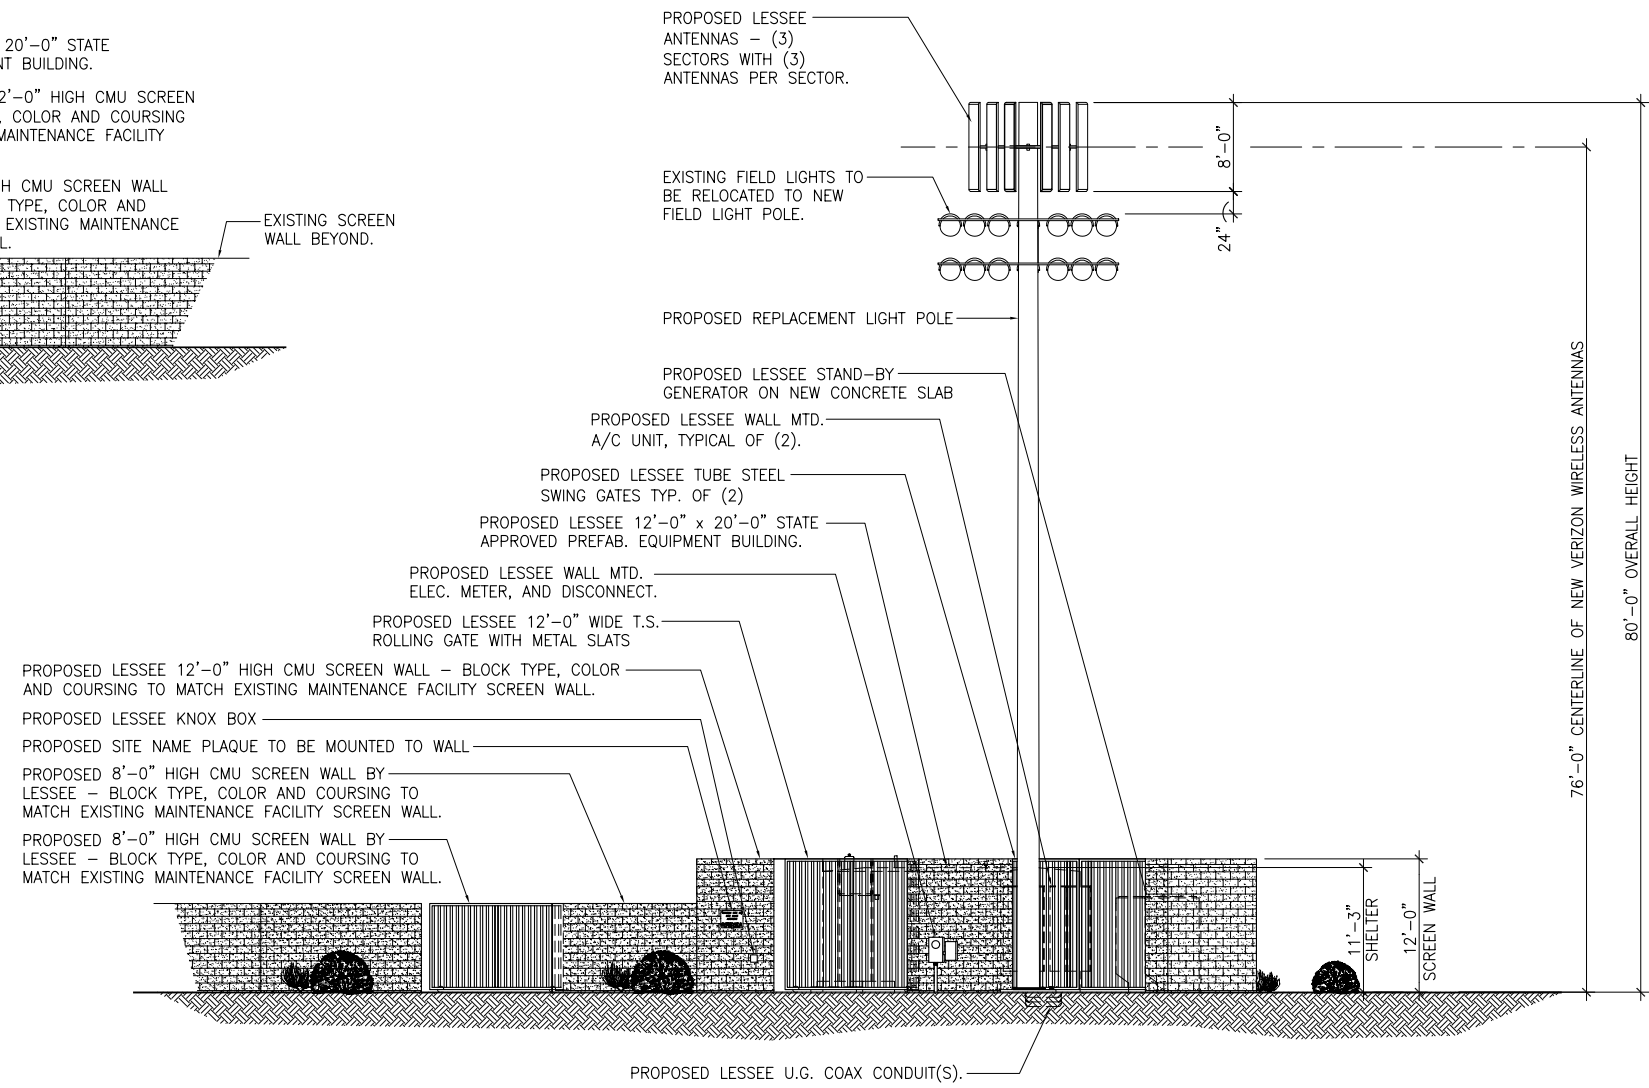 20'-0" STATE
NT BUILDING.
2'-0" HIGH CMU SCREEN
, COLOR AND COURSING
MAINTENANCE FACILITY
H CMU SCREEN WALL
TYPE, COLOR AND
EXISTING MAINTENANCE
L.
EXISTING SCREEN
WALL BEYOND.
PROPOSED LESSEE
ANTENNAS – (3)
SECTORS WITH (3)
ANTENNAS PER SECTOR.
EXISTING FIELD LIGHTS TO
BE RELOCATED TO NEW
FIELD LIGHT POLE.
8'-0"
24"
PROPOSED REPLACEMENT LIGHT POLE
PROPOSED LESSEE STAND-BY
GENERATOR ON NEW CONCRETE SLAB
PROPOSED LESSEE WALL MTD.
A/C UNIT, TYPICAL OF (2).
PROPOSED LESSEE TUBE STEEL
SWING GATES TYP. OF (2)
PROPOSED LESSEE 12'-0" x 20'-0" STATE
APPROVED PREFAB. EQUIPMENT BUILDING.
PROPOSED LESSEE WALL MTD.
ELEC. METER, AND DISCONNECT.
PROPOSED LESSEE 12'-0" WIDE T.S.
ROLLING GATE WITH METAL SLATS
PROPOSED LESSEE 12'-0" HIGH CMU SCREEN WALL – BLOCK TYPE, COLOR
AND COURSING TO MATCH EXISTING MAINTENANCE FACILITY SCREEN WALL.
PROPOSED LESSEE KNOX BOX
PROPOSED SITE NAME PLAQUE TO BE MOUNTED TO WALL
PROPOSED 8'-0" HIGH CMU SCREEN WALL BY
LESSEE – BLOCK TYPE, COLOR AND COURSING TO
MATCH EXISTING MAINTENANCE FACILITY SCREEN WALL.
PROPOSED 8'-0" HIGH CMU SCREEN WALL BY
LESSEE – BLOCK TYPE, COLOR AND COURSING TO
MATCH EXISTING MAINTENANCE FACILITY SCREEN WALL.
11'-3"
SHELTER
12'-0"
SCREEN WALL
76'-0" CENTERLINE OF NEW VERIZON WIRELESS ANTENNAS
80'-0" OVERALL HEIGHT
PROPOSED LESSEE U.G. COAX CONDUIT(S).